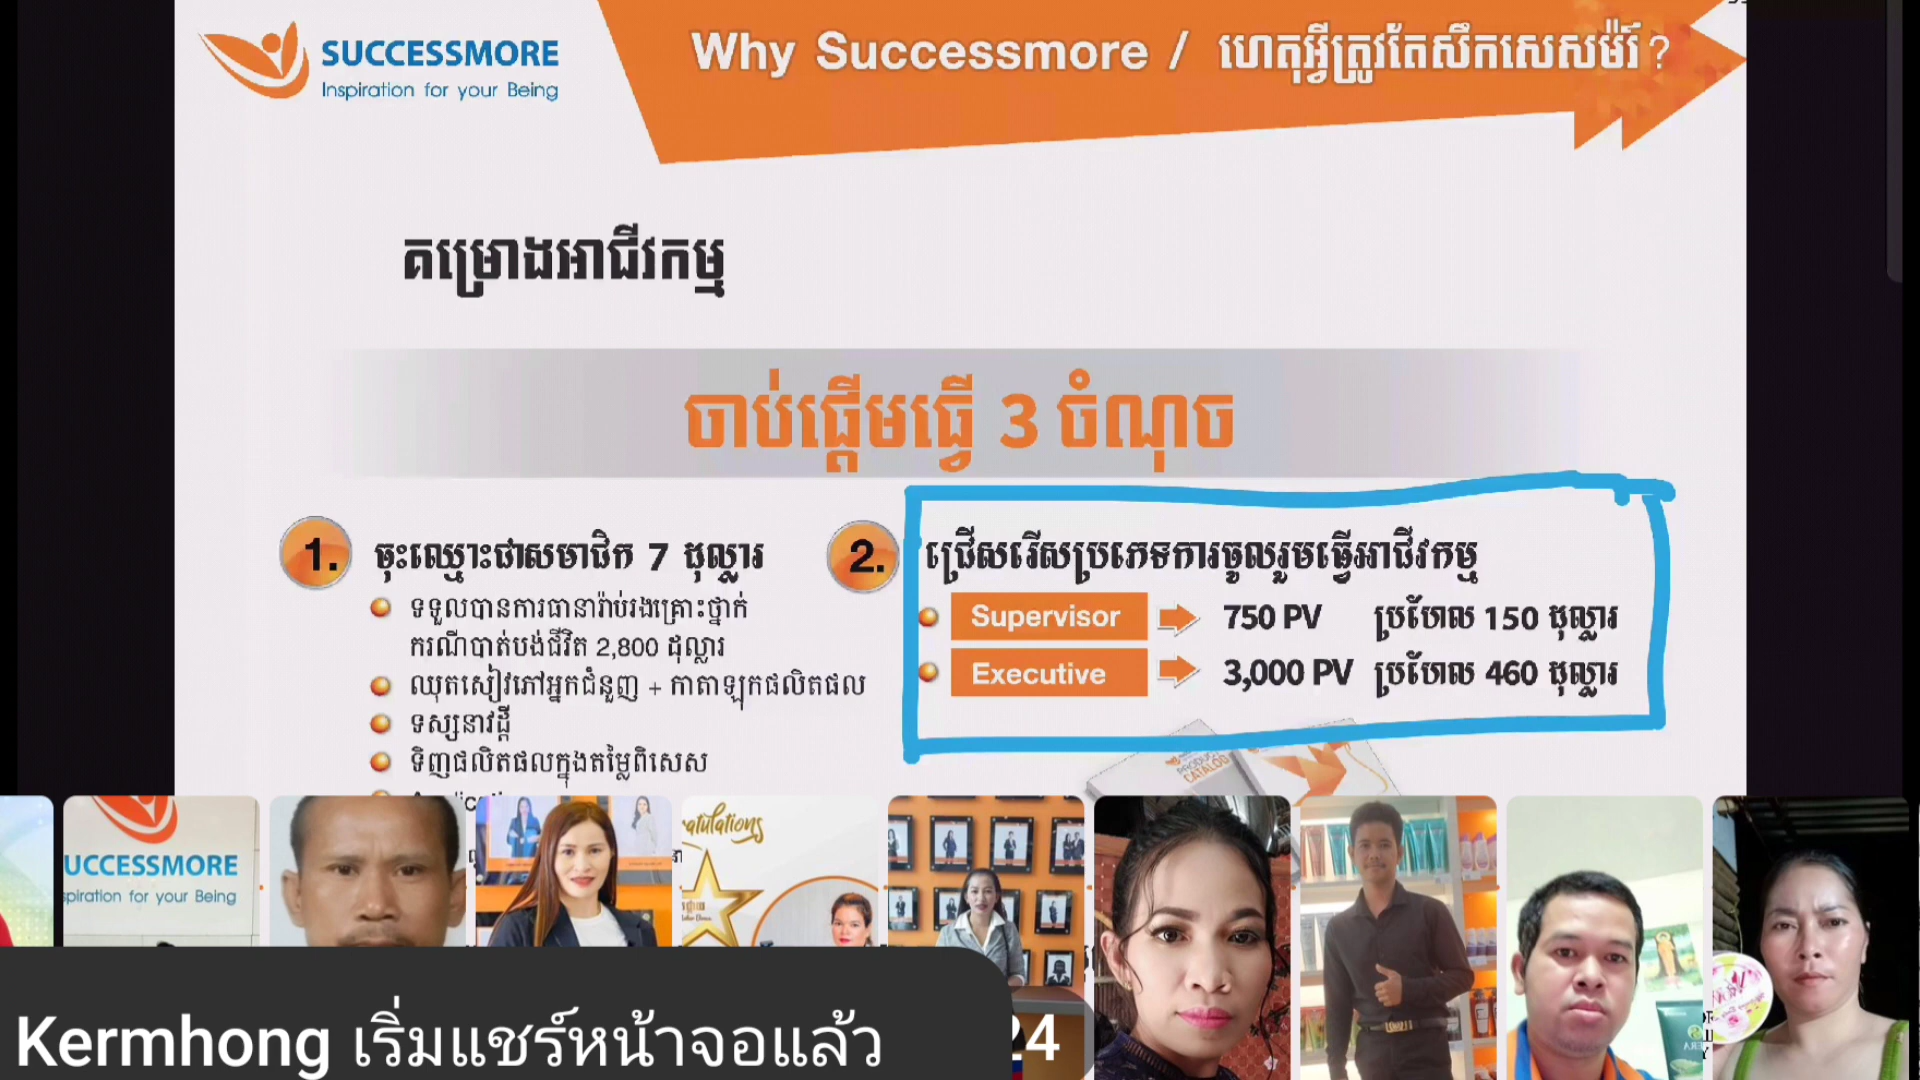 SUCCESSMORE
Inspiration for your Being
Why Successmore / ហេតុអ្វីត្រូវតែសឹកសេសម៉រ៍ ?
គម្រោងអាជីវកម្ម
ចាប់ផ្តើមធ្វើ 3 ចំណុច
1. ចុះឈ្មោះជាសមាជិក 7 ដុល្លារ
ទទួលបានការធានារ៉ាប់រងគ្រោះថ្នាក់
ករណីបាត់បង់ជីវិត 2,800 ដុល្លារ
ឈុតសៀវភៅអ្នកជំនួញ + កាតាឡុកផលិតផល
ទស្សនាវដ្តី
ទិញផលិតផលក្នុងតម្លៃពិសេស
2. ជ្រើសរើសប្រភេទការចូលរួមធ្វើអាជីវកម្ម
Supervisor 750 PV ប្រហែល 150 ដុល្លារ
Executive 3,000 PV ប្រហែល 460 ដុល្លារ
PRODUCT
CATALOG
UCCESSMORE
spiration for your Being
atulations
Kermhong เริ่มแชร์หน้าจอแล้ว
24